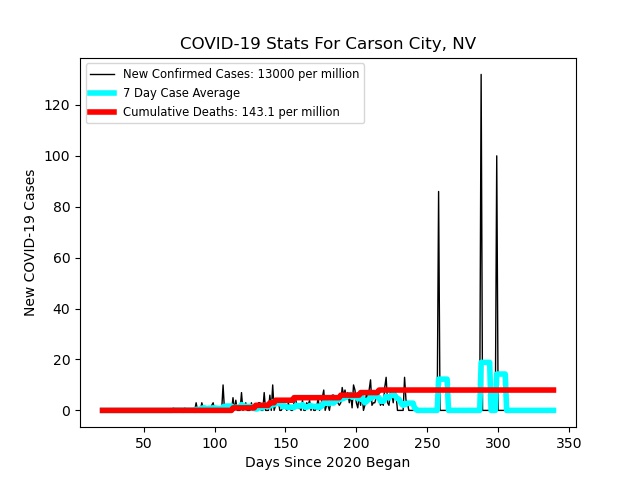 COVID-19 Stats For Carson City, NV
New Confirmed Cases: 13000 per million
7 Day Case Average
Cumulative Deaths: 143.1 per million
New COVID-19 Cases
120
100
80
60
40
20
0
50 100 150 200 250 300 350
Days Since 2020 Began